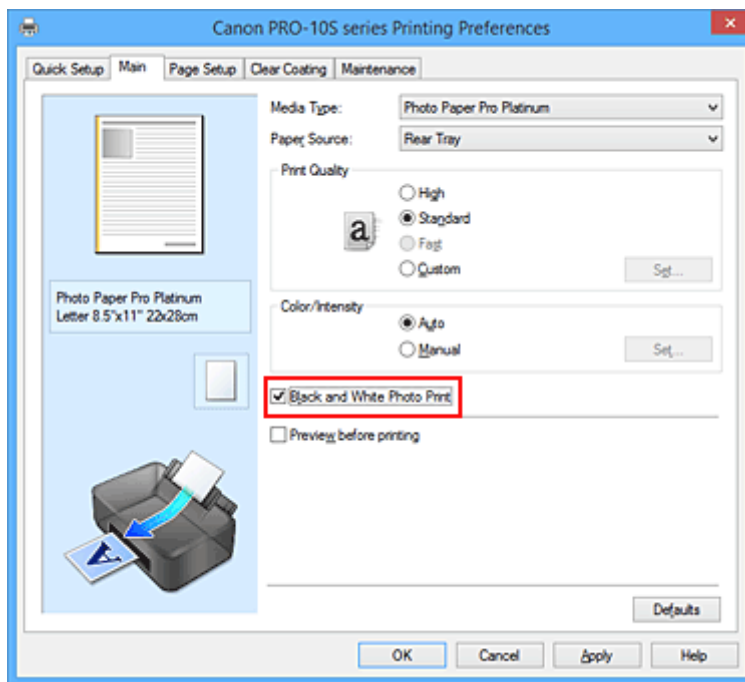 Canon PRO-10S series Printing Preferences
Quick Setup Main Page Setup Clear Coating Maintenance
Media Type: Photo Paper Pro Platinum
Paper Source: Rear Tray
Print Quality
High
a Standard
Fast
Custom Set...
Photo Paper Pro Platinum
Letter 8.5"x11" 22x28cm
Color/Intensity
Auto
Manual Set...
Black and White Photo Print
Preview before printing
A
Defaults
OK Cancel Apply Help